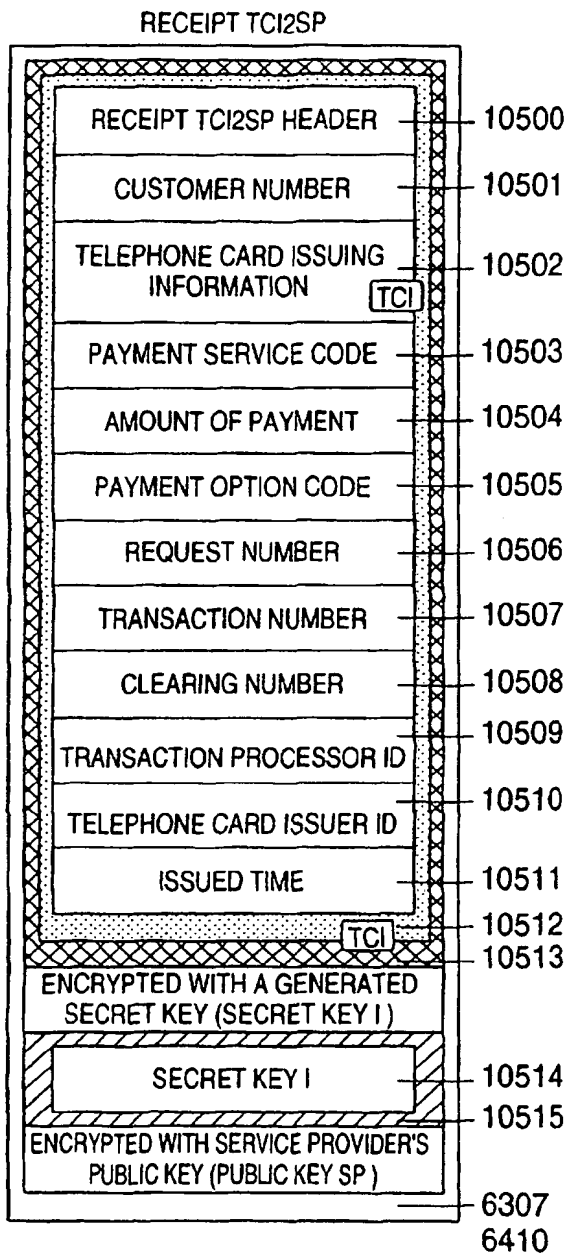 RECEIPT TCI2SP
RECEIPT TCI2SP HEADER 10500
CUSTOMER NUMBER 10501
TELEPHONE CARD ISSUING 10502
INFORMATION
TCI
PAYMENT SERVICE CODE 10503
AMOUNT OF PAYMENT 10504
PAYMENT OPTION CODE 10505
REQUEST NUMBER 10506
TRANSACTION NUMBER 10507
CLEARING NUMBER 10508
10509
TRANSACTION PROCESSOR ID
10510
TELEPHONE CARD ISSUER ID
ISSUED TIME 10511
10512
TCI
10513
ENCRYPTED WITH A GENERATED
SECRET KEY (SECRET KEY I)
SECRET KEY I 10514
10515
ENCRYPTED WITH SERVICE PROVIDER'S
PUBLIC KEY (PUBLIC KEY SP)
6307
6410